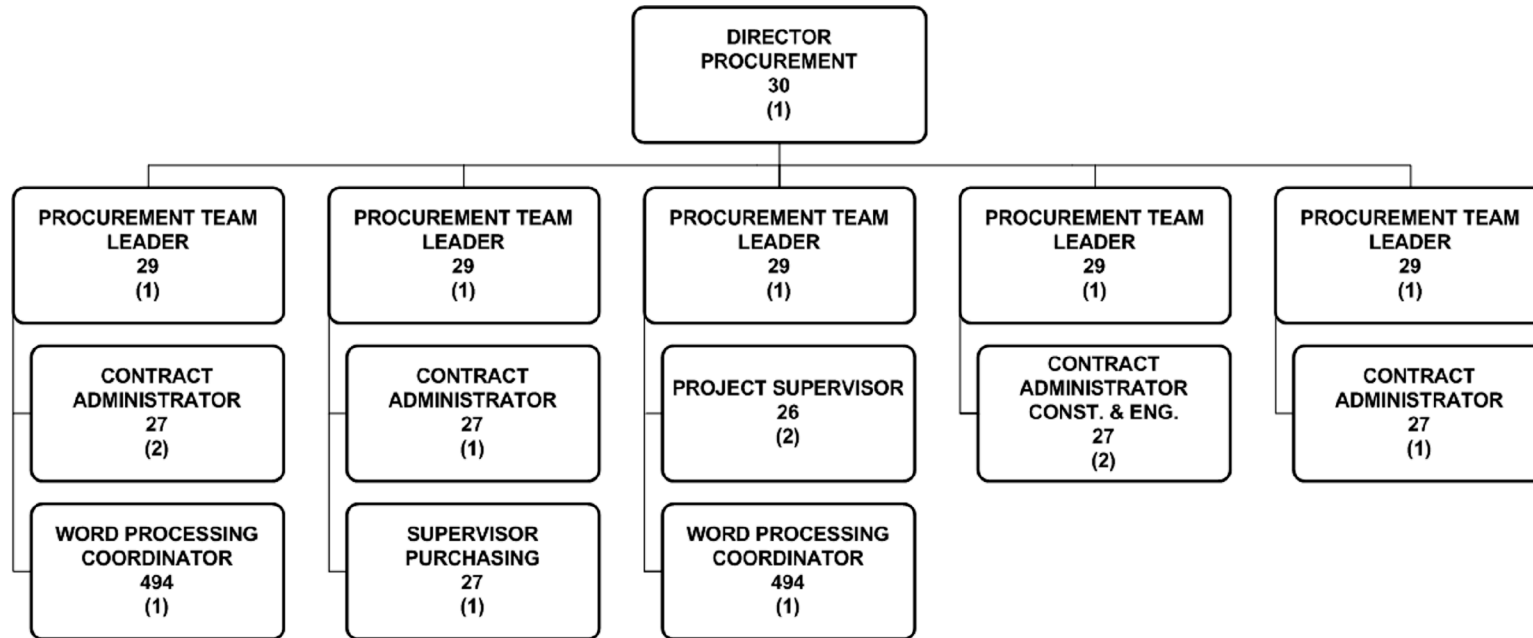 DIRECTOR
PROCUREMENT
30
(1)
PROCUREMENT TEAM
LEADER
29
(1)
PROCUREMENT TEAM
LEADER
29
(1)
PROCUREMENT TEAM
LEADER
29
(1)
PROCUREMENT TEAM
LEADER
29
(1)
PROCUREMENT TEAM
LEADER
29
(1)
CONTRACT
ADMINISTRATOR
27
(2)
CONTRACT
ADMINISTRATOR
27
(1)
PROJECT SUPERVISOR
26
(2)
CONTRACT
ADMINISTRATOR
CONST. & ENG.
27
(2)
CONTRACT
ADMINISTRATOR
27
(1)
WORD PROCESSING
COORDINATOR
494
(1)
SUPERVISOR
PURCHASING
27
(1)
WORD PROCESSING
COORDINATOR
494
(1)